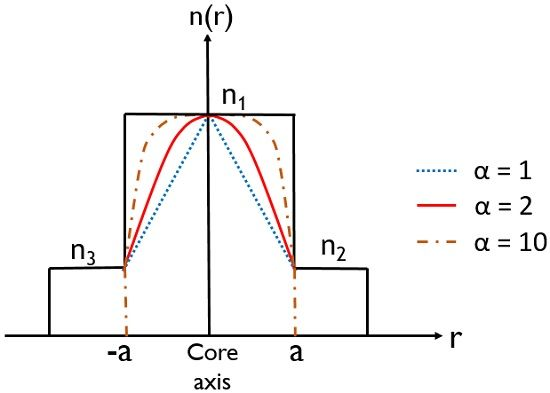 n(r)
n₁
α = 1
α = 2
α = 10
n₃
n₂
-a
Core
axis
a
r